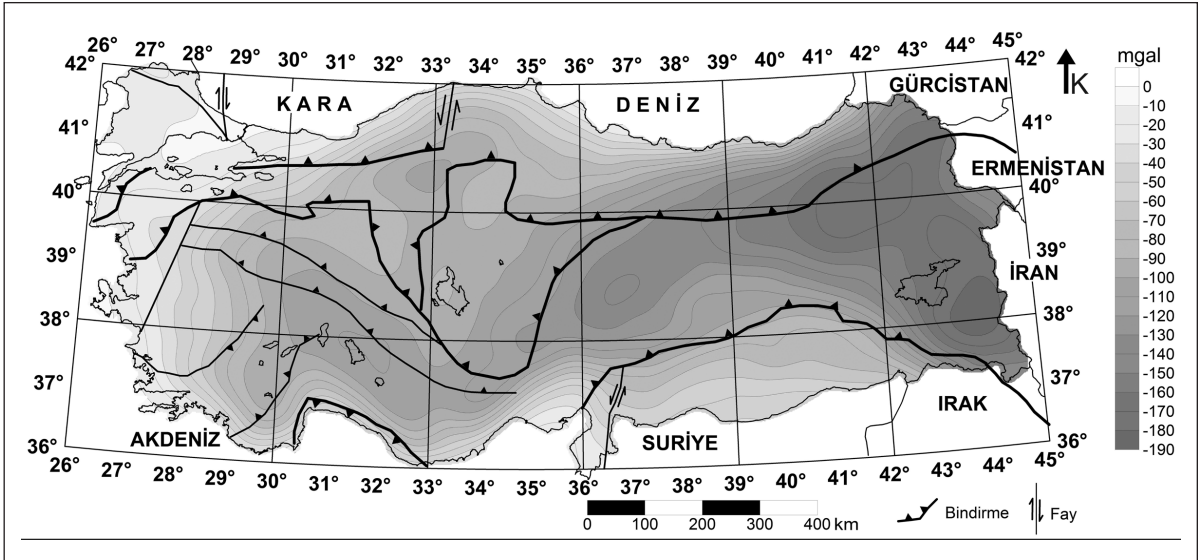 26° 27° 28° 29° 30° 31° 32° 33° 34° 35° 36° 37° 38° 39° 40° 41° 42° 43° 44° 45°
42° 42°
mgal
K
KARA DENİZ
GÜRCİSTAN
41° 41°
ERMENİSTAN
40° 40°
39° 39°
İRAN
38° 38°
37° 37°
IRAK
AKDENİZ
SURİYE
36° 36°
26° 27° 28° 29° 30° 31° 32° 33° 34° 35° 36° 37° 38° 39° 40° 41° 42° 43° 44° 45°
0
-10
-20
-30
-40
-50
-60
-70
-80
-90
-100
-110
-120
-130
-140
-150
-160
-170
-180
-190
0 100 200 300 400 km
Bindirme
Fay